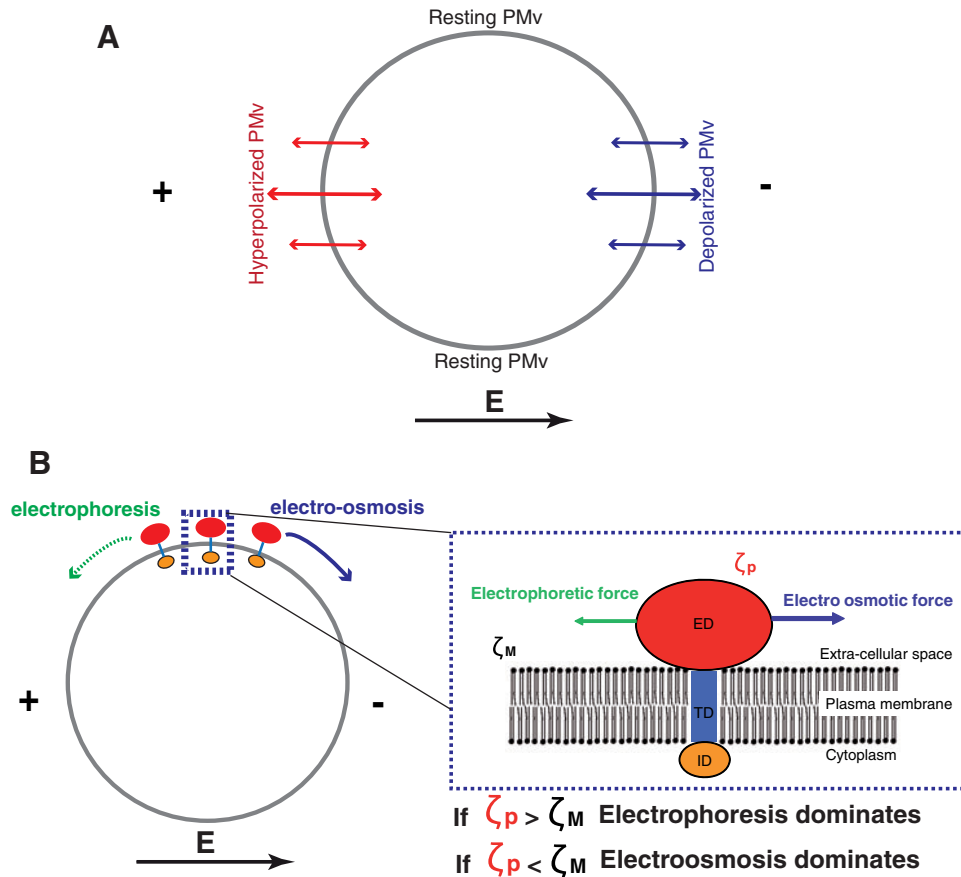 A
Resting PMv
Hyperpolarized PMv
Depolarized PMv
+
-
Resting PMv
E
B
electrophoresis
electro-osmosis
ζp
Electrophoretic force
Electro osmotic force
ED
ζM
Extra-cellular space
TD
Plasma membrane
ID
Cytoplasm
+
-
E
If ζp > ζM Electrophoresis dominates
If ζp < ζM Electroosmosis dominates